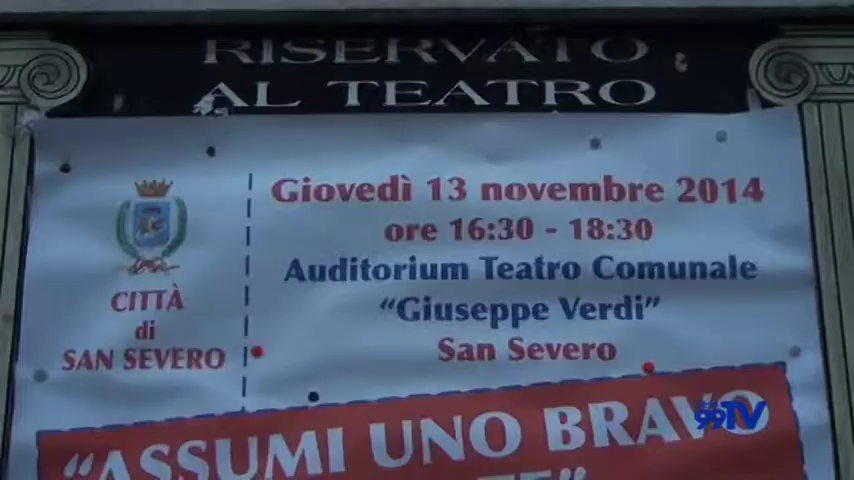 RISERVATO
AL TEATRO
CITTÀ
di
SAN SEVERO
Giovedì 13 novembre 2014
ore 16:30 - 18:30
Auditorium Teatro Comunale
“Giuseppe Verdi”
San Severo
“ASSUMI UNO BRAVO
TV